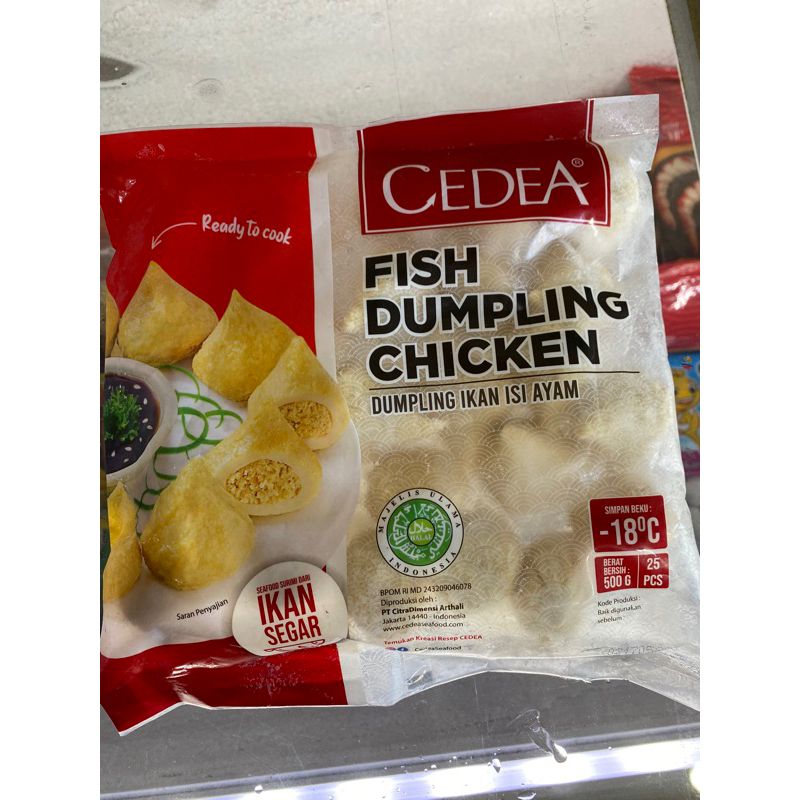 CEDEA®
Ready to cook
FISH
DUMPLING
CHICKEN
DUMPLING IKAN ISI AYAM
MAJELIS ULAMA
حلال
HALAL
INDONESIA
SIMPAN BEKU :
-18°C
BERAT
BERSIH :
500 G
25
PCS
BPOM RI MD 243209046078
Diproduksi oleh :
PT CitraDimensi Arthali
Jakarta 14440 - Indonesia
www.cedeaseafood.com
Temukan Kreasi Resep CEDEA
CedeaSeafood
Kode Produksi :
Baik digunakan
sebelum :
SEAFOOD SURIMI DARI
IKAN
SEGAR
Saran Penyajian